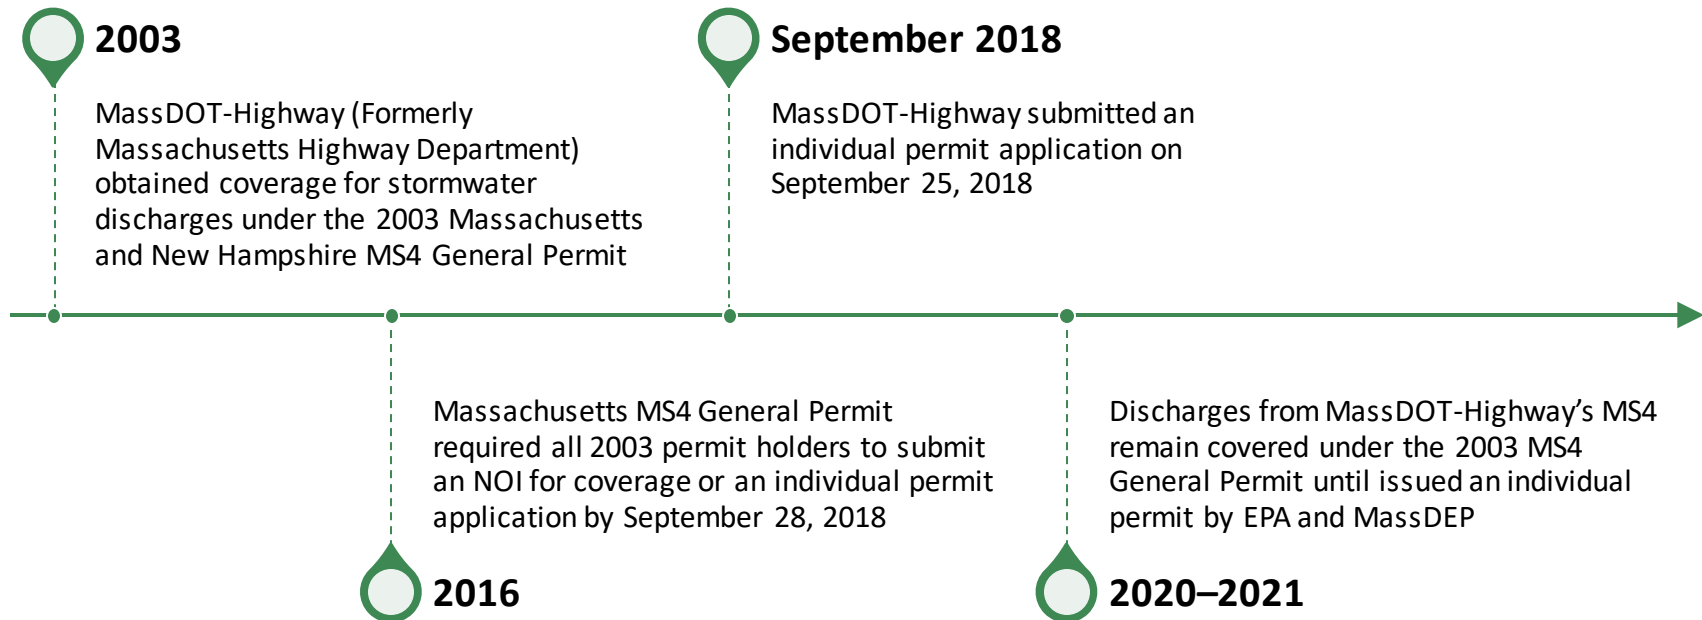 2003
MassDOT-Highway (Formerly
Massachusetts Highway Department)
obtained coverage for stormwater
discharges under the 2003 Massachusetts
and New Hampshire MS4 General Permit
September 2018
MassDOT-Highway submitted an
individual permit application on
September 25, 2018
Massachusetts MS4 General Permit
required all 2003 permit holders to submit
an NOI for coverage or an individual permit
application by September 28, 2018
2016
Discharges from MassDOT-Highway’s MS4
remain covered under the 2003 MS4
General Permit until issued an individual
permit by EPA and MassDEP
2020–2021